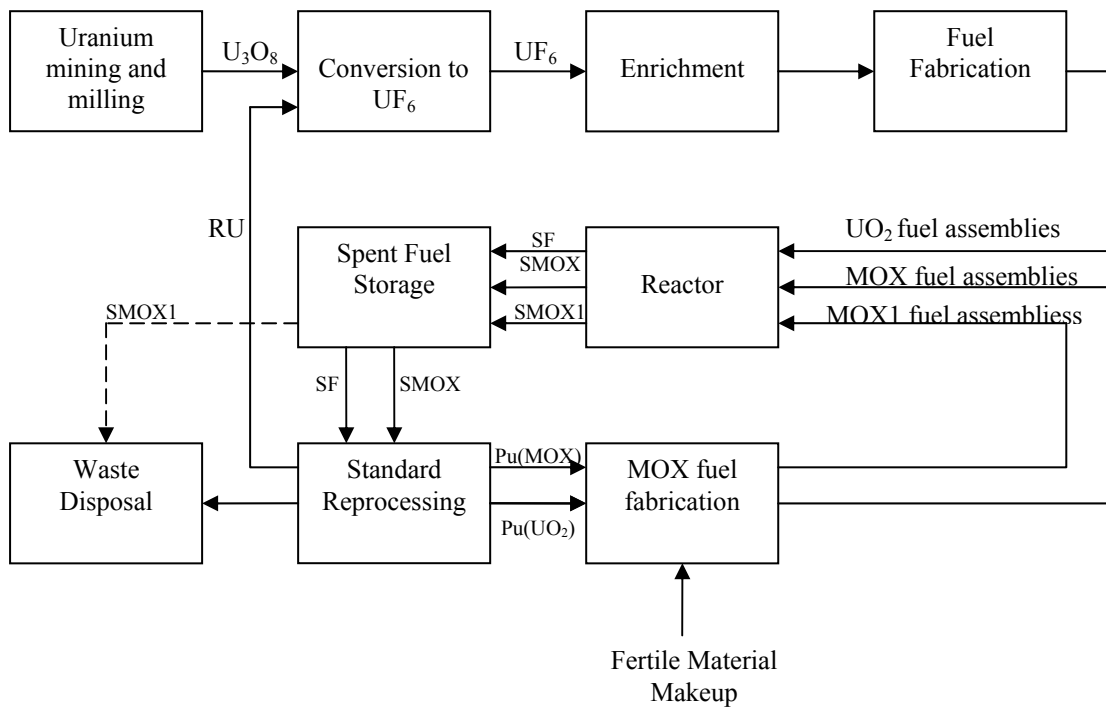 Uranium
mining and
milling
U₃O₈
Conversion to
UF₆
UF₆
Enrichment
Fuel
Fabrication
RU
Spent Fuel
Storage
SF
SMOX
SMOX1
Reactor
UO₂ fuel assemblies
MOX fuel assemblies
MOX1 fuel assembliess
SMOX1
SF
SMOX
Waste
Disposal
Standard
Reprocessing
Pu(MOX)
Pu(UO₂)
MOX fuel
fabrication
Fertile Material
Makeup